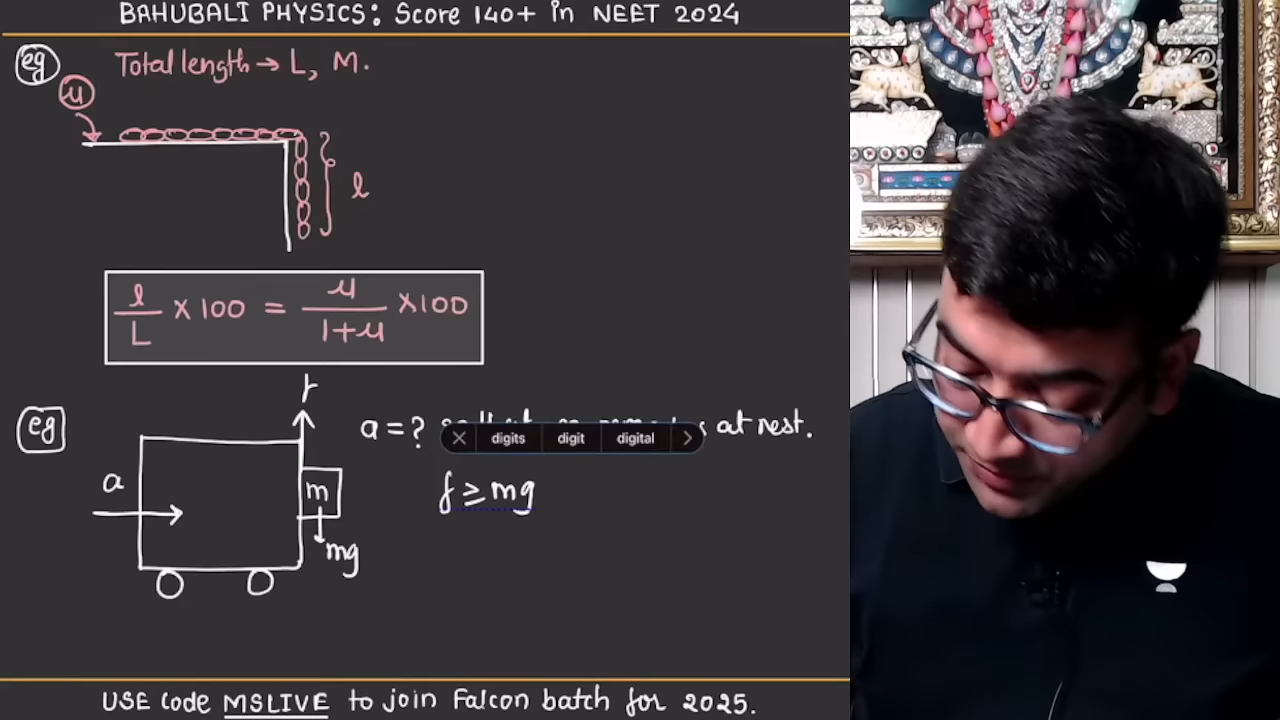 BAHUBALI PHYSICS: Score 140+ in NEET 2024
eg Total length → L, M.
μ
l
l/L × 100 = μ/(1+μ) × 100
eg
f
a = ? at rest.
digits digit digital
a
m
f ≥ mg
mg
USE Code MSLIVE to join Falcon batch for 2025.